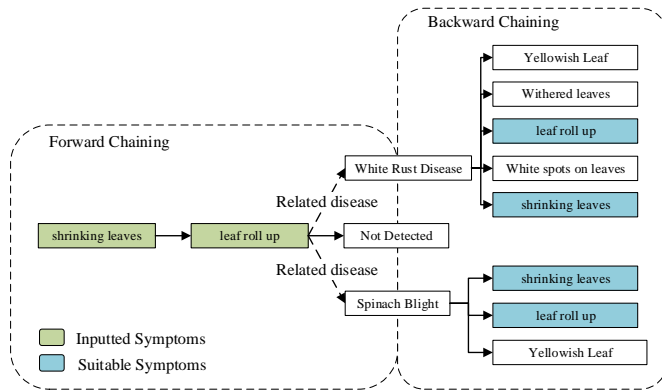 Backward Chaining
Yellowish Leaf
Withered leaves
leaf roll up
White spots on leaves
shrinking leaves
Forward Chaining
White Rust Disease
Related disease
shrinking leaves
leaf roll up
Not Detected
Related disease
Spinach Blight
shrinking leaves
leaf roll up
Yellowish Leaf
Inputted Symptoms
Suitable Symptoms